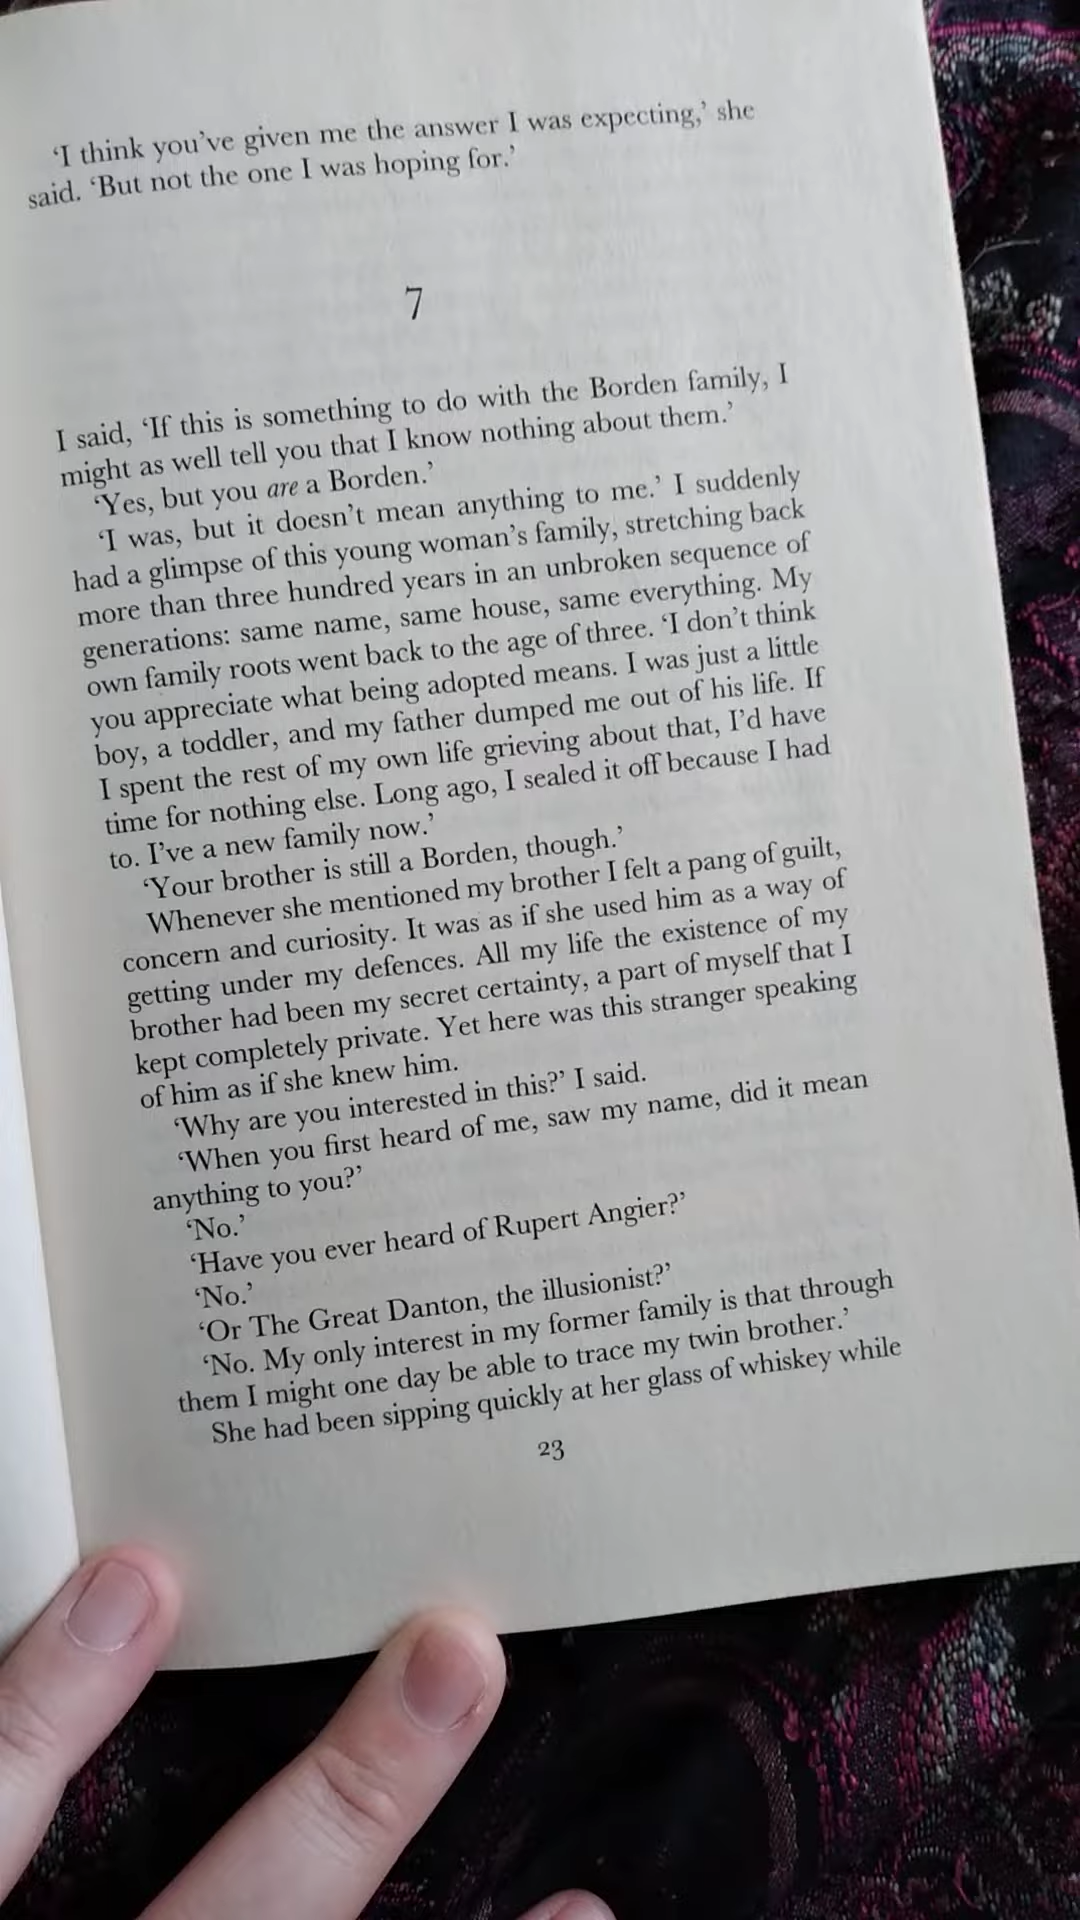 ‘I think you’ve given me the answer I was expecting,’ she
said. ‘But not the one I was hoping for.’
7
I said, ‘If this is something to do with the Borden family, I
might as well tell you that I know nothing about them.’
‘Yes, but you are a Borden.’
‘I was, but it doesn’t mean anything to me.’ I suddenly
had a glimpse of this young woman’s family, stretching back
more than three hundred years in an unbroken sequence of
generations: same name, same house, same everything. My
own family roots went back to the age of three. ‘I don’t think
you appreciate what being adopted means. I was just a little
boy, a toddler, and my father dumped me out of his life. If
I spent the rest of my own life grieving about that, I’d have
time for nothing else. Long ago, I sealed it off because I had
to. I’ve a new family now.’
‘Your brother is still a Borden, though.’
Whenever she mentioned my brother I felt a pang of guilt,
concern and curiosity. It was as if she used him as a way of
getting under my defences. All my life the existence of my
brother had been my secret certainty, a part of myself that I
kept completely private. Yet here was this stranger speaking
of him as if she knew him.
‘Why are you interested in this?’ I said.
‘When you first heard of me, saw my name, did it mean
anything to you?’
‘No.’
‘Have you ever heard of Rupert Angier?’
‘No.’
‘Or The Great Danton, the illusionist?’
‘No. My only interest in my former family is that through
them I might one day be able to trace my twin brother.’
She had been sipping quickly at her glass of whiskey while
23